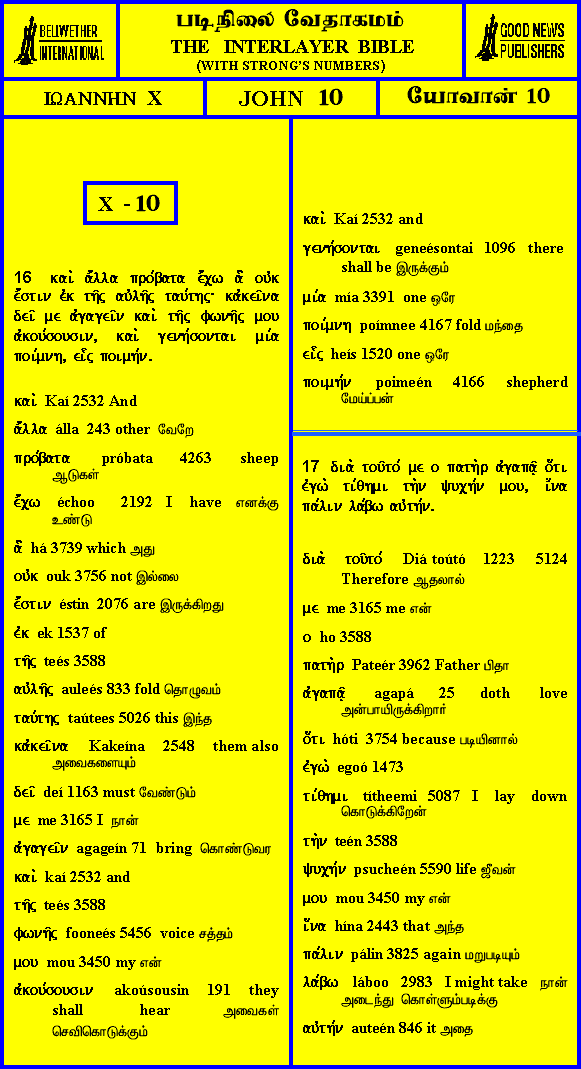 BELLWETHER
INTERNATIONAL
படிநிலை வேதாகமம்
THE INTERLAYER BIBLE
(WITH STRONG'S NUMBERS)
GOOD NEWS
PUBLISHERS
ΙΩΑΝΝΗΝ X
JOHN 10
யோவான் 10
X - 10
16 καὶ ἄλλα πρόβατα ἔχω ἃ οὐκ
ἔστιν ἐκ τῆς αὐλῆς ταύτης· κἀκεῖνα
δεῖ με ἀγαγεῖν καὶ τῆς φωνῆς μου
ἀκούσουσιν, καὶ γενήσονται μία
ποίμνη, εἷς ποιμήν.
καὶ Kaí 2532 And
ἄλλα álla 243 other வேறே
πρόβατα próbata 4263 sheep
ஆடுகள்
ἔχω échoo 2192 I have எனக்கு
உண்டு
ἃ há 3739 which அது
οὐκ ouk 3756 not இல்லை
ἔστιν éstin 2076 are இருக்கிறது
ἐκ ek 1537 of
τῆς teés 3588
αὐλῆς auleés 833 fold தொழுவம்
ταύτης taútees 5026 this இந்த
κἀκεῖνα Kakeína 2548 them also
அவைகளையும்
δεῖ deí 1163 must வேண்டும்
με me 3165 I நான்
ἀγαγεῖν agageín 71 bring கொண்டுவர
καὶ kaí 2532 and
τῆς teés 3588
φωνῆς fooneés 5456 voice சத்தம்
μου mou 3450 my என்
ἀκούσουσιν akoúsousin 191 they
shall hear அவைகள்
செவிகொடுக்கும்
καὶ Kaí 2532 and
γενήσονται geneésontai 1096 there
shall be இருக்கும்
μία mía 3391 one ஒரே
ποίμνη poímnee 4167 fold மந்தை
εἷς heís 1520 one ஒரே
ποιμήν poimeén 4166 shepherd
மேய்ப்பன்
17 διὰ τοῦτό με ο πατὴρ ἀγαπᾷ ὅτι
ἐγὼ τίθημι τὴν ψυχήν μου, ἵνα
πάλιν λάβω αὐτήν.
διὰ τοῦτό Diá toútó 1223 5124
Therefore ஆதலால்
με me 3165 me என்
ο ho 3588
πατὴρ Pateér 3962 Father பிதா
ἀγαπᾷ agapá 25 doth love
அன்பாயிருக்கிறார்
ὅτι hóti 3754 because படியினால்
ἐγὼ egoó 1473
τίθημι títheemi 5087 I lay down
கொடுக்கிறேன்
τὴν teén 3588
ψυχήν psucheén 5590 life ஜீவன்
μου mou 3450 my என்
ἵνα hína 2443 that அந்த
πάλιν pálin 3825 again மறுபடியும்
λάβω láboo 2983 I might take நான்
அடைந்து கொள்ளும்படிக்கு
αὐτήν auteén 846 it அதை